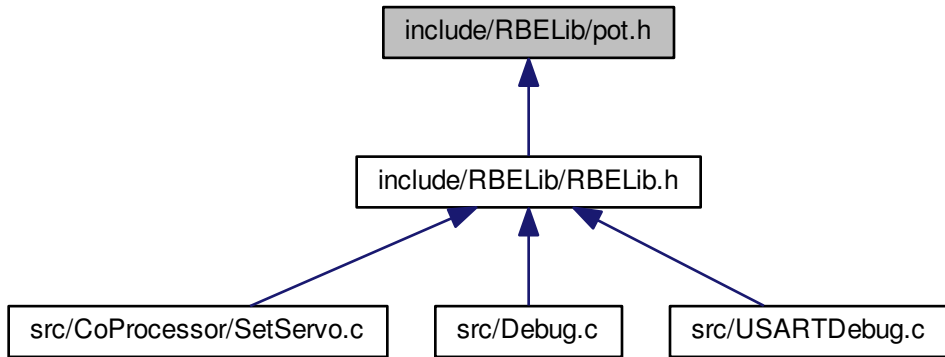 include/RBELib/pot.h
include/RBELib/RBELib.h
src/CoProcessor/SetServo.c
src/Debug.c
src/USARTDebug.c